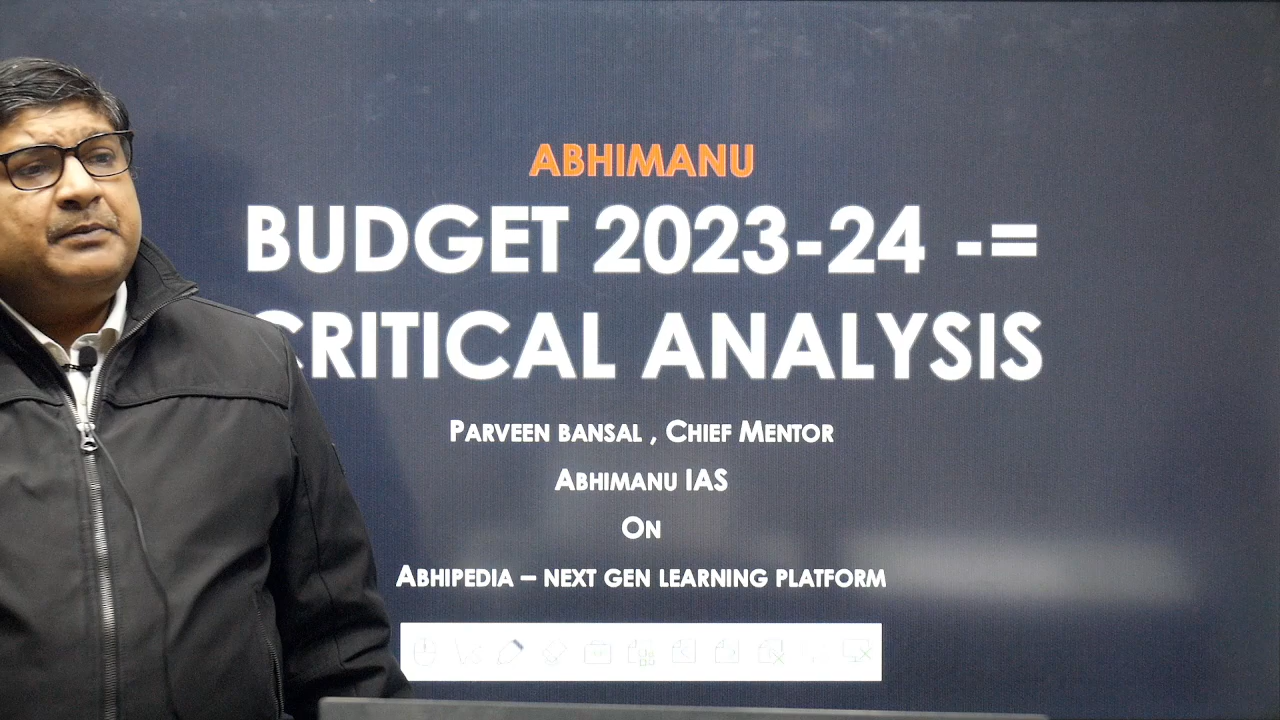 ABHIMANU
BUDGET 2023-24 -=
CRITICAL ANALYSIS
PARVEEN BANSAL , CHIEF MENTOR
ABHIMANU IAS
ON
ABHIPEDIA – NEXT GEN LEARNING PLATFORM